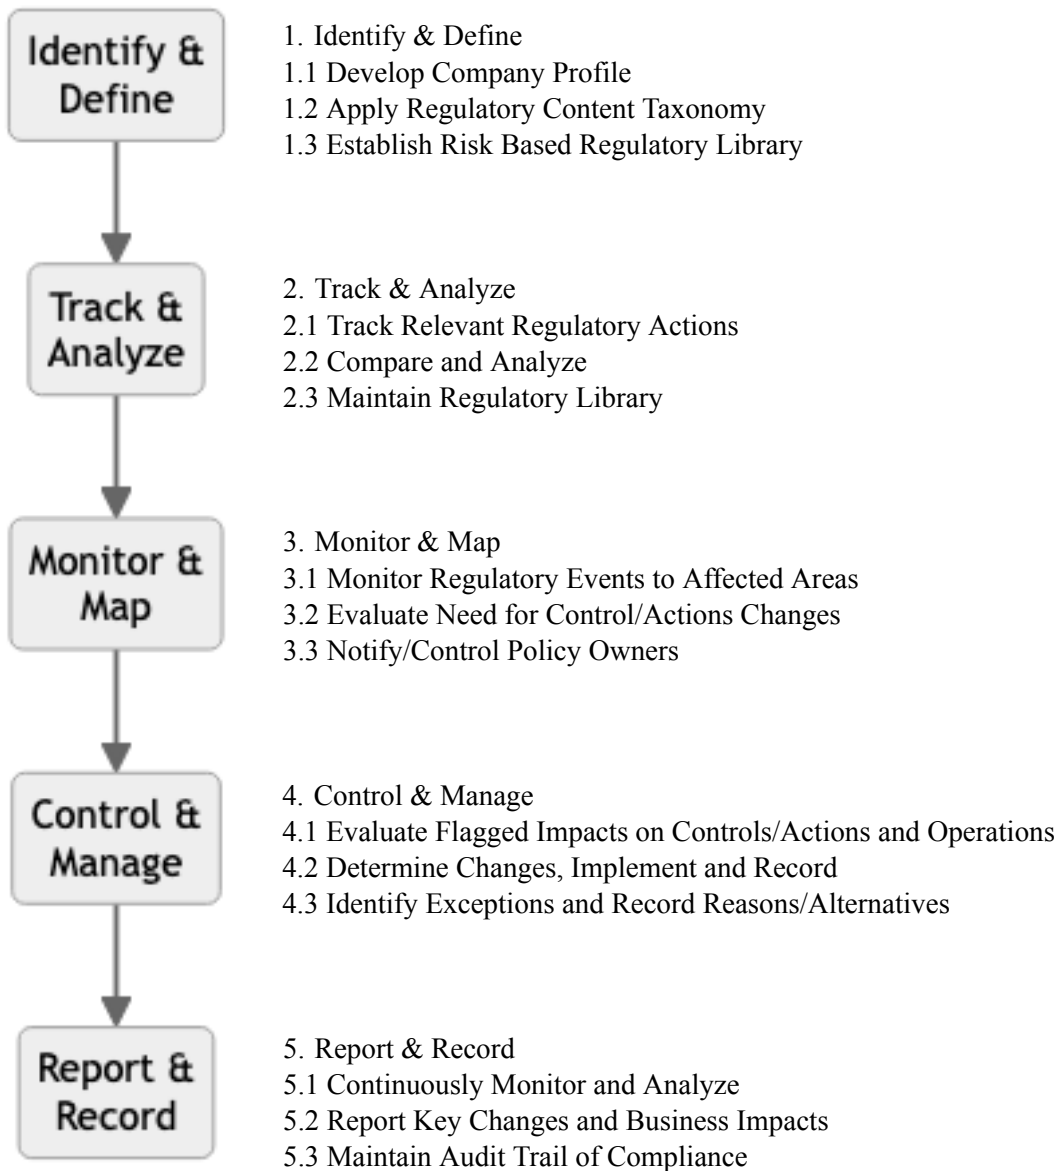 Identify &
Define
1. Identify & Define
1.1 Develop Company Profile
1.2 Apply Regulatory Content Taxonomy
1.3 Establish Risk Based Regulatory Library
Track &
Analyze
2. Track & Analyze
2.1 Track Relevant Regulatory Actions
2.2 Compare and Analyze
2.3 Maintain Regulatory Library
Monitor &
Map
3. Monitor & Map
3.1 Monitor Regulatory Events to Affected Areas
3.2 Evaluate Need for Control/Actions Changes
3.3 Notify/Control Policy Owners
Control &
Manage
4. Control & Manage
4.1 Evaluate Flagged Impacts on Controls/Actions and Operations
4.2 Determine Changes, Implement and Record
4.3 Identify Exceptions and Record Reasons/Alternatives
Report &
Record
5. Report & Record
5.1 Continuously Monitor and Analyze
5.2 Report Key Changes and Business Impacts
5.3 Maintain Audit Trail of Compliance